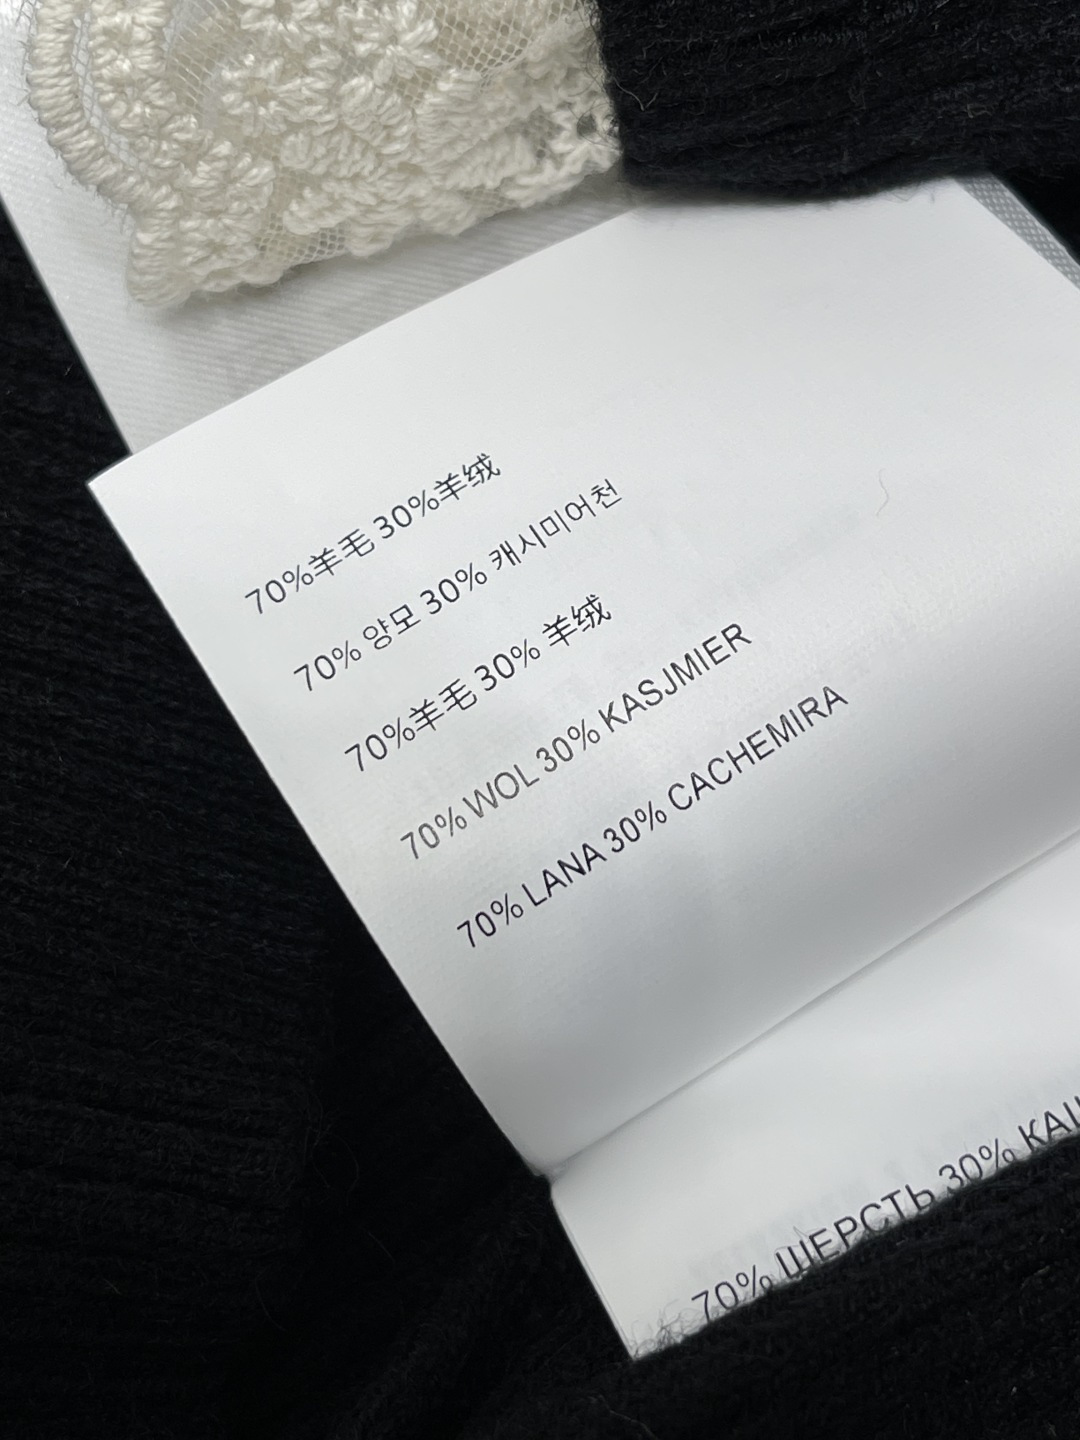 70%羊毛 30%羊绒
70% 양모 30% 캐시미어천
70%羊毛 30% 羊绒
70% WOL 30% KASJMIER
70% LANA 30% CACHEMIRA
70% ШЕРСТЬ 30%